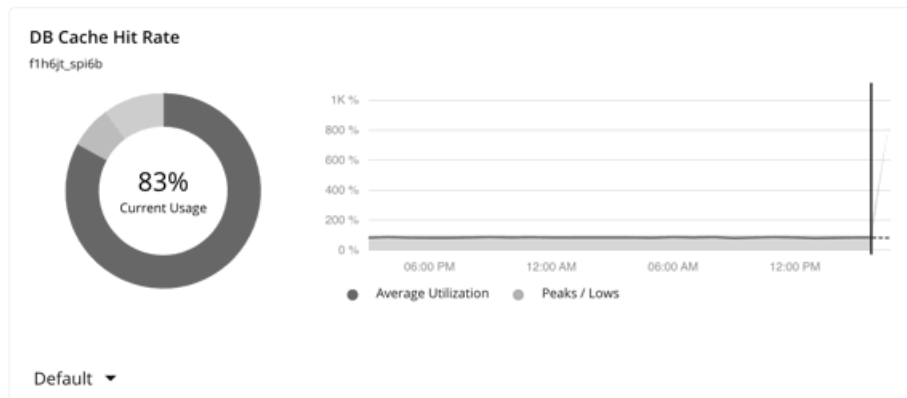 DB Cache Hit Rate
f1h6jt_spi6b
83%
Current Usage
1K %
800 %
600 %
400 %
200 %
0 %
06:00 PM 12:00 AM 06:00 AM 12:00 PM
Average Utilization Peaks / Lows
Default